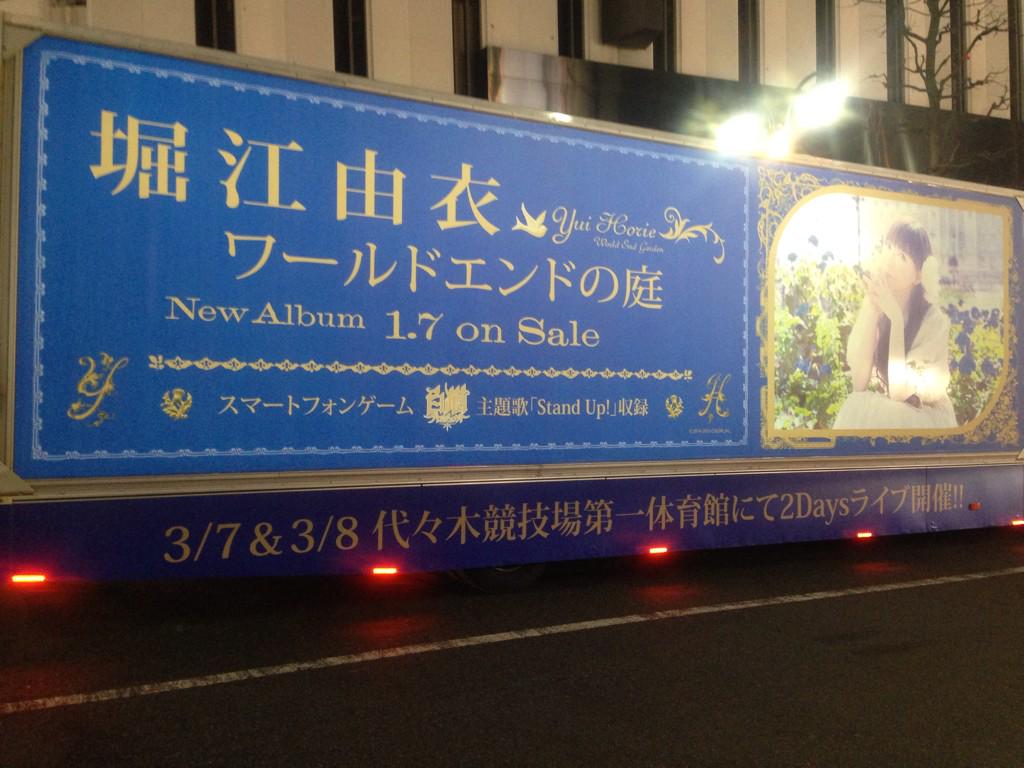 堀江由衣
Yui Horie
World End Garden
ワールドエンドの庭
New Album 1.7 on Sale
スマートフォンゲーム 主題歌「Stand Up!」収録
Y
H
3/7&3/8 代々木競技場第一体育館にて2Daysライブ開催!!